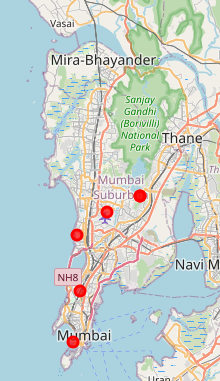 Vasai
Mira-Bhayander
Sanjay
Gandhi
(Borivili)
National
Park
Thane
Mumbai
Suburb
NH8
Navi M
Mumbai
Uran